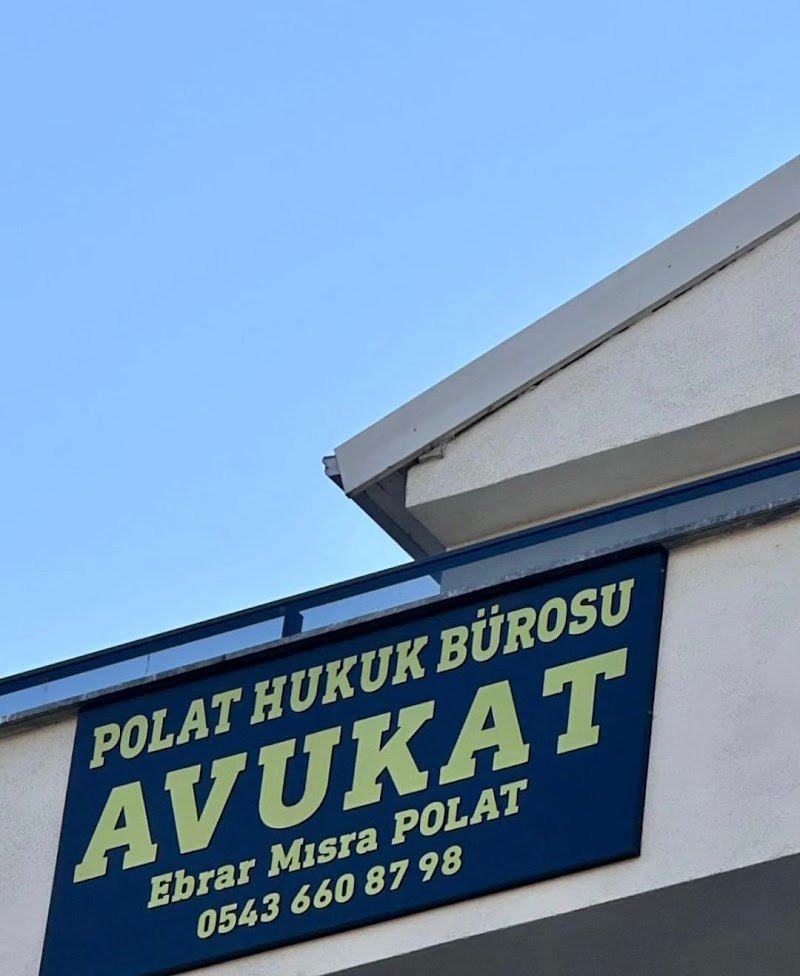 POLAT HUKUK BÜROSU
AVUKAT
Ebrar Mısra POLAT
0543 660 87 98